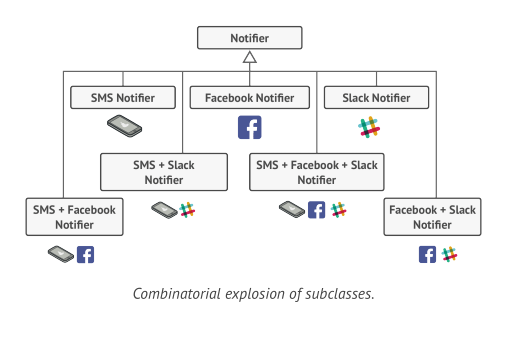 Notifier
SMS Notifier
Facebook Notifier
Slack Notifier
SMS + Slack
Notifier
SMS + Facebook + Slack
Notifier
SMS + Facebook
Notifier
Facebook + Slack
Notifier
Combinatorial explosion of subclasses.